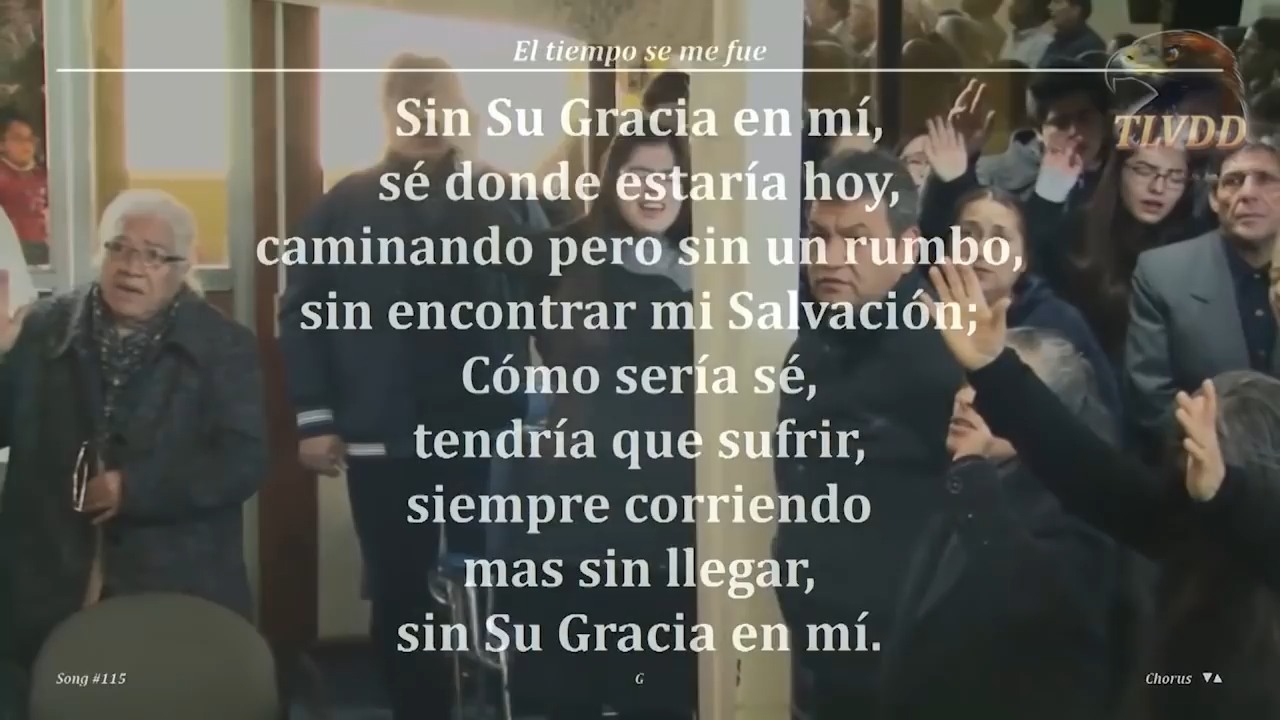 El tiempo se me fue
TLVDD
Sin Su Gracia en mí,
sé donde estaría hoy,
caminando pero sin un rumbo,
sin encontrar mi Salvación;
Cómo sería sé,
tendría que sufrir,
siempre corriendo
mas sin llegar,
sin Su Gracia en mí.
Song #115
G
Chorus ▼▲